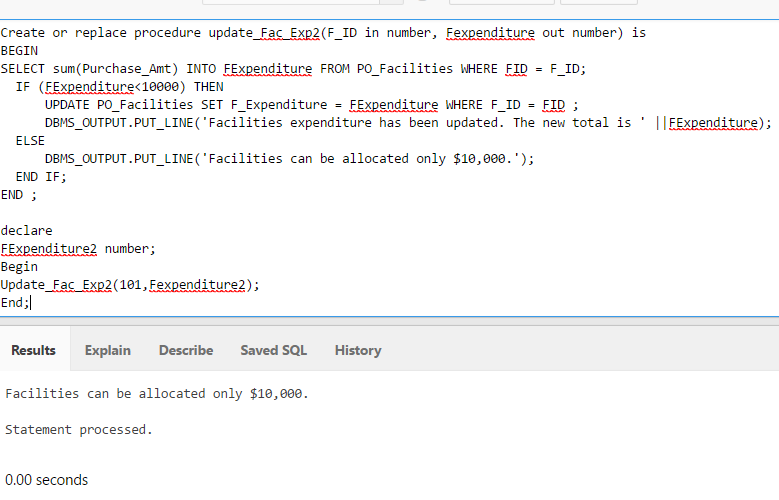 Create or replace procedure update_Fac_Exp2(F_ID in number, Fexpenditure out number) is
BEGIN
SELECT sum(Purchase_Amt) INTO FExpenditure FROM PO_Facilities WHERE FID = F_ID;
  IF (FExpenditure<10000) THEN
      UPDATE PO_Facilities SET F_Expenditure = FExpenditure WHERE F_ID = FID ;
      DBMS_OUTPUT.PUT_LINE('Facilities expenditure has been updated. The new total is ' ||FExpenditure);
  ELSE
      DBMS_OUTPUT.PUT_LINE('Facilities can be allocated only $10,000.');
  END IF;
END ;

declare
FExpenditure2 number;
Begin
Update_Fac_Exp2(101,Fexpenditure2);
End;
Results Explain Describe Saved SQL History
Facilities can be allocated only $10,000.
Statement processed.
0.00 seconds